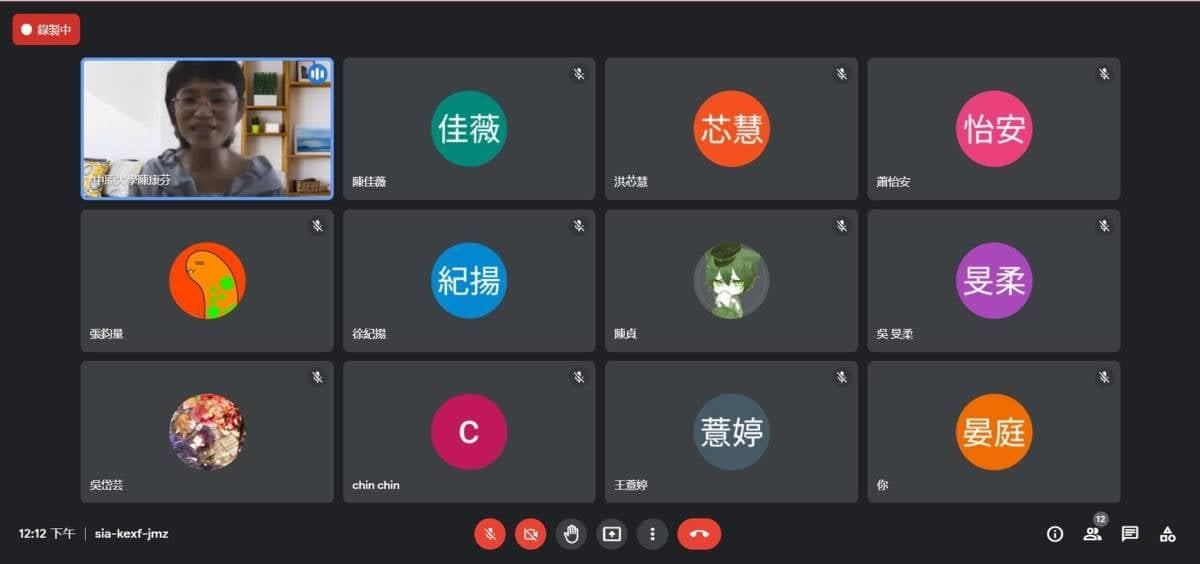 錄製中
中原大學陳康芬
佳薇
陳佳薇
芯慧
洪芯慧
怡安
蕭怡安
張鈞量
紀揚
徐紀揚
陳貞
旻柔
吳 旻柔
吳岱芸
C
chin chin
薏婷
王薏婷
晏庭
你
12:12 下午 | sia-kexf-jmz
12